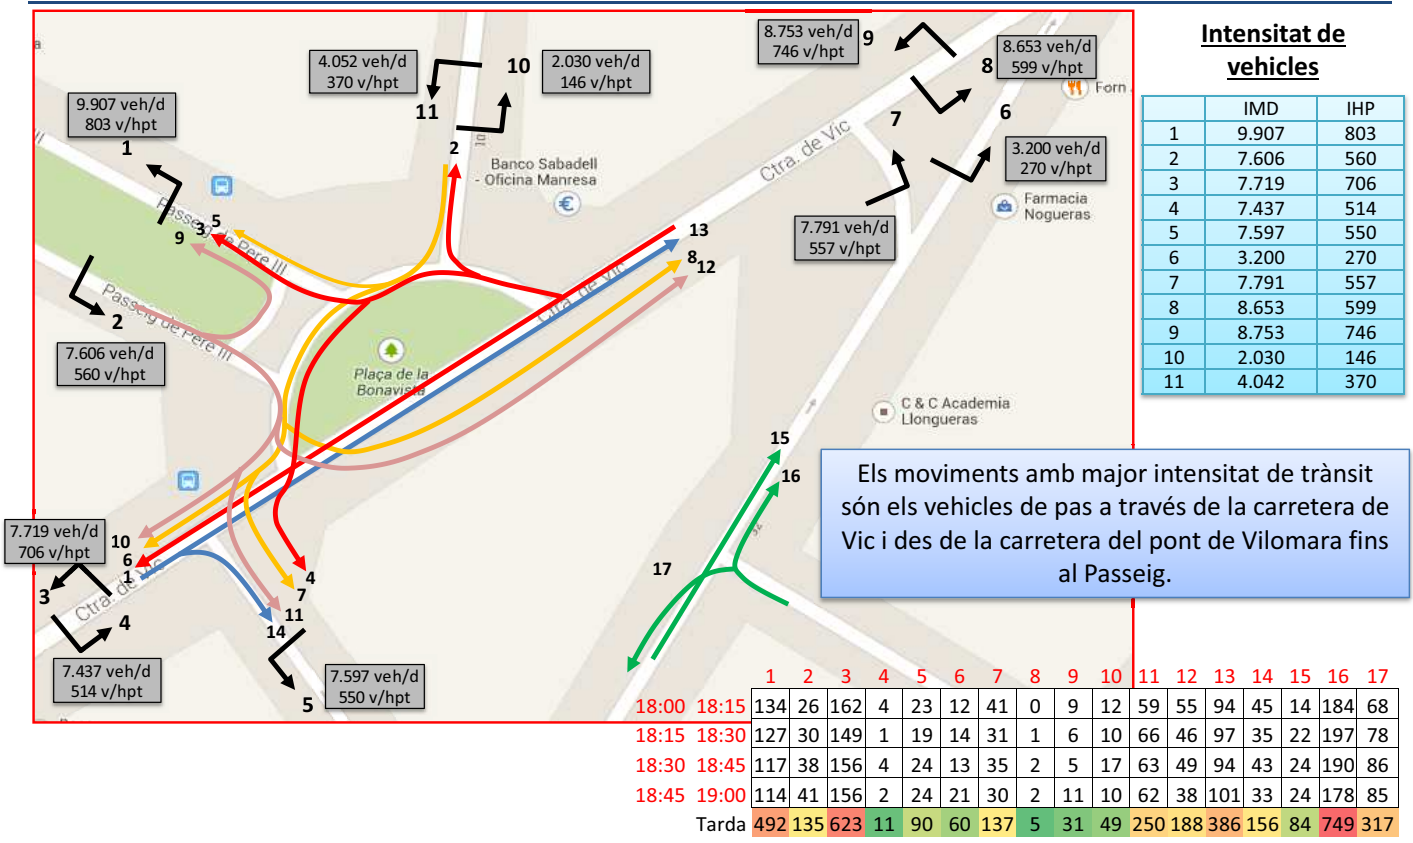 8.753 veh/d
746 v/hpt
9
8.653 veh/d
599 v/hpt
8
Forn
7
6
3.200 veh/d
270 v/hpt
7.791 veh/d
557 v/hpt
Farmacia
Nogueras
Ctra. de Vic
4.052 veh/d
370 v/hpt
10
2.030 veh/d
146 v/hpt
11
2
Banco Sabadell
- Oficina Manresa
9.907 veh/d
803 v/hpt
1
Passeig de Pere III
5
3
9
13
8
12
Ctra. de Vic
Passeig de Pere III
2
7.606 veh/d
560 v/hpt
Plaça de la
Bonavista
C & C Academia
Llongueras
15
16
17
7.719 veh/d
706 v/hpt
10
6
1
3
Ctra. de Vic
4
7.437 veh/d
514 v/hpt
4
7
11
14
5
7.597 veh/d
550 v/hpt
Intensitat de
vehicles
IMD IHP
1 9.907 803
2 7.606 560
3 7.719 706
4 7.437 514
5 7.597 550
6 3.200 270
7 7.791 557
8 8.653 599
9 8.753 746
10 2.030 146
11 4.042 370
Els moviments amb major intensitat de trànsit
són els vehicles de pas a través de la carretera de
Vic i des de la carretera del pont de Vilomara fins
al Passeig.
1 2 3 4 5 6 7 8 9 10 11 12 13 14 15 16 17
18:00 18:15 134 26 162 4 23 12 41 0 9 12 59 55 94 45 14 184 68
18:15 18:30 127 30 149 1 19 14 31 1 6 10 66 46 97 35 22 197 78
18:30 18:45 117 38 156 4 24 13 35 2 5 17 63 49 94 43 24 190 86
18:45 19:00 114 41 156 2 24 21 30 2 11 10 62 38 101 33 24 178 85
Tarda 492 135 623 11 90 60 137 5 31 49 250 188 386 156 84 749 317